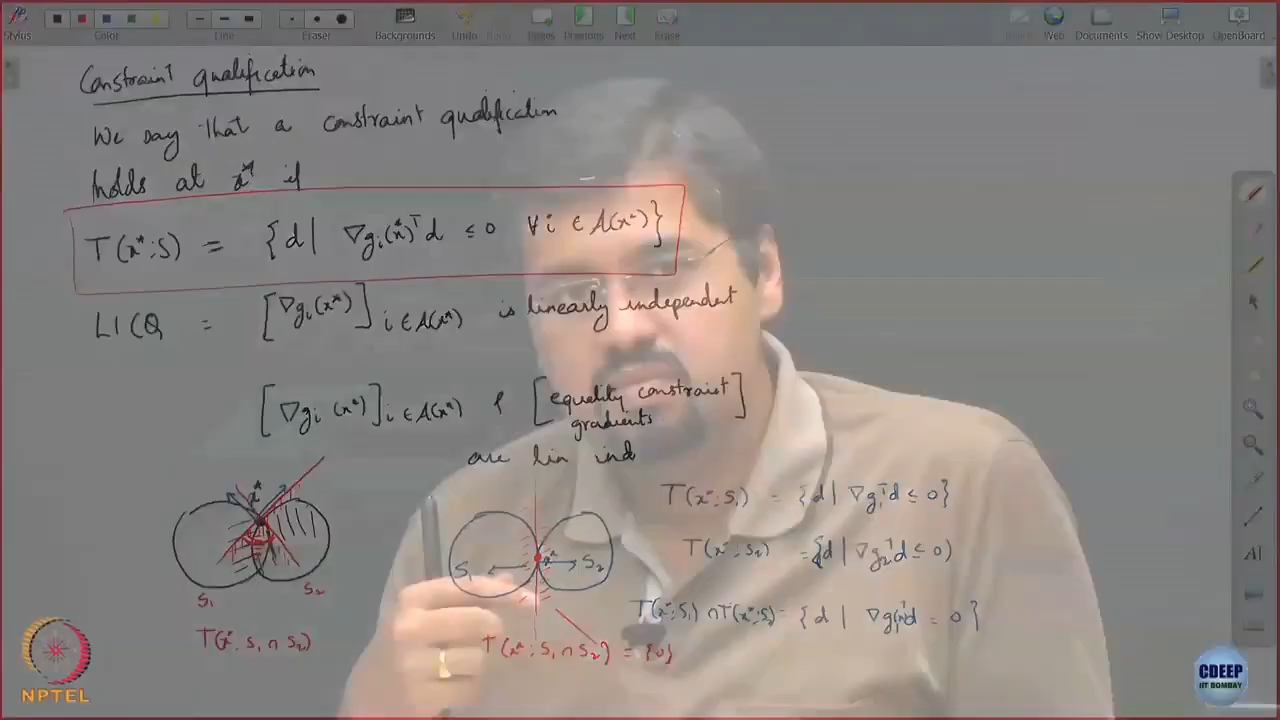 Stylus
Color
Line
Eraser
Backgrounds
Undo
Pages
Previous
Next
Erase
Web
Documents
Show Desktop
OpenBoard
Constraint qualification
We say that a constraint qualification
holds at x* if
T(x*;S) = {d | ∇gᵢ(x*)ᵀd ≤ 0 ∀ i ∈ A(x*)}
LICQ = [∇gᵢ(x*)] i ∈ A(x*) is linearly independent
[∇gᵢ(x*)] i ∈ A(x*) & [equality constraint gradients]
are lin ind
x*
S₁
S₂
T(x*; S₁ ∩ S₂)
S₁
x*
S₂
T(x*; S₁ ∩ S₂) = {0}
T(x*; S₁) = {d | ∇g₁ᵀd ≤ 0}
T(x*; S₂) = {d | ∇g₂ᵀd ≤ 0)
T(x*; S₁) ∩ T(x*; S₂) = {d | ∇g₁(x*)ᵀd = 0}
NPTEL
CDEEP
IIT BOMBAY